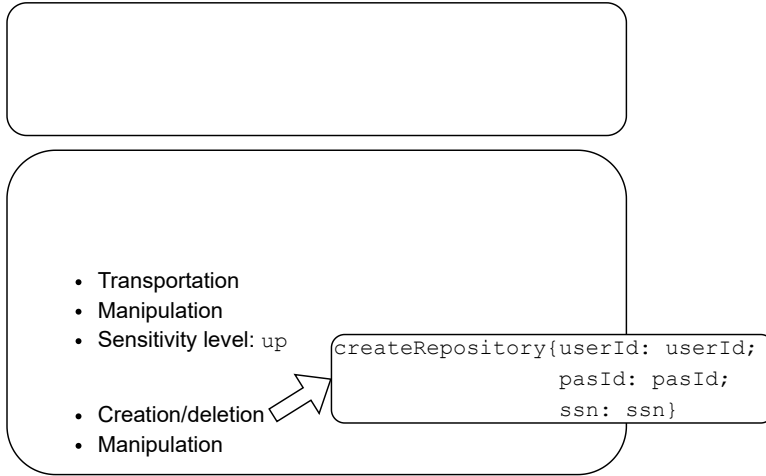 Transportation
Manipulation
Sensitivity level: up
createRepository{userId: userId;
pasId: pasId;
ssn: ssn}
Creation/deletion
Manipulation